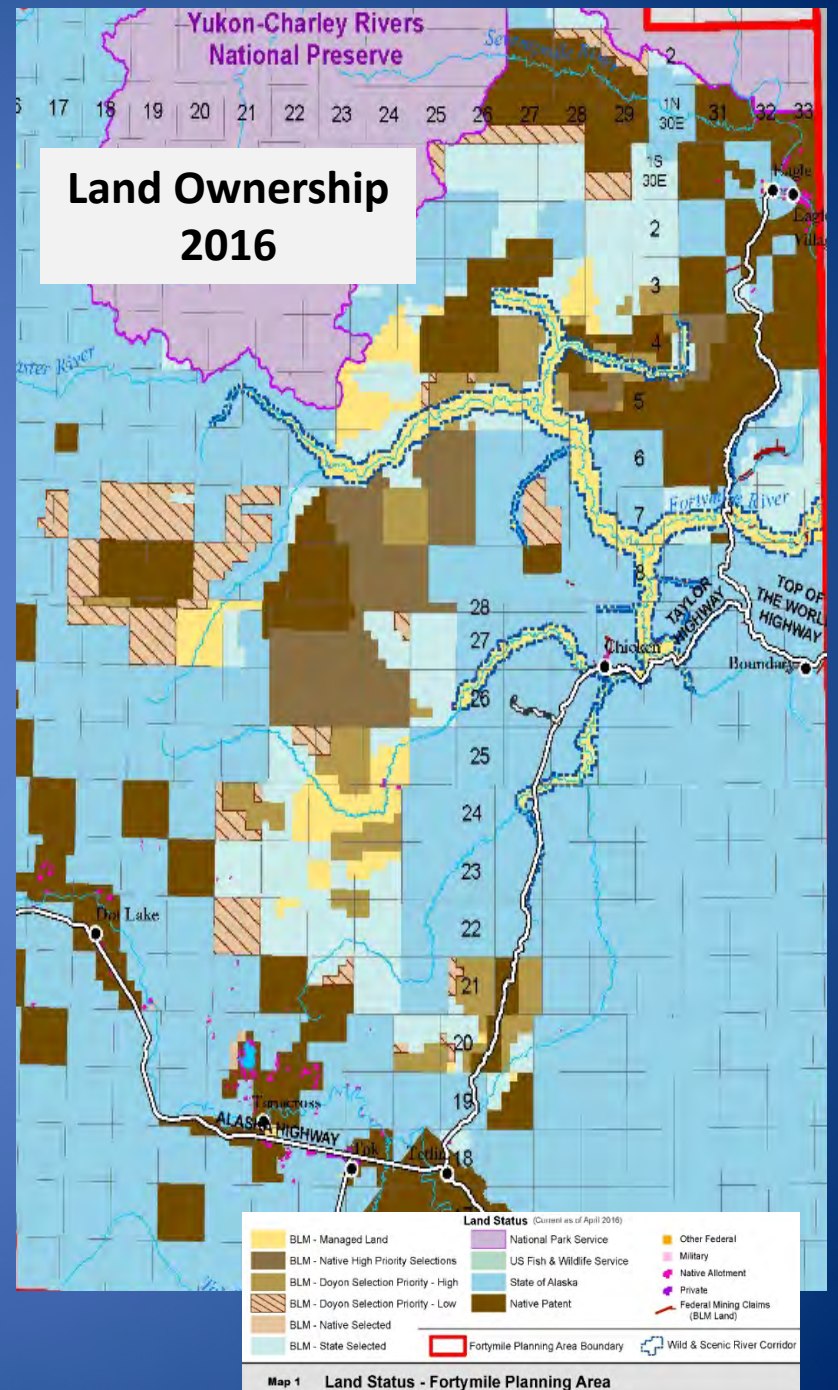 Yukon-Charley Rivers
National Preserve
2
17 18 19 20 21 22 23 24 25 26 27 28 29 1N 30E 31 32 33
Land Ownership
2016
1S
30E
Eagle
Eagle
2
3
4
River
5
6
Fortymile River
7
8
TAYLOR
HIGHWAY
TOP OF
THE WORLD
HIGHWAY
28
27
Chicken
Boundary
26
25
24
23
22
Dot Lake
21
20
19
Tanacross
ALASKA HIGHWAY
Tok
Tetlin
18
Land Status (Current as of April 2016)
BLM - Managed Land
BLM - Native High Priority Selections
BLM - Doyon Selection Priority - High
BLM - Doyon Selection Priority - Low
BLM - Native Selected
BLM - State Selected
National Park Service
US Fish & Wildlife Service
State of Alaska
Native Patent
Other Federal
Military
Native Allotment
Private
Federal Mining Claims
(BLM Land)
Fortymile Planning Area Boundary
Wild & Scenic River Corridor
Map 1 Land Status - Fortymile Planning Area